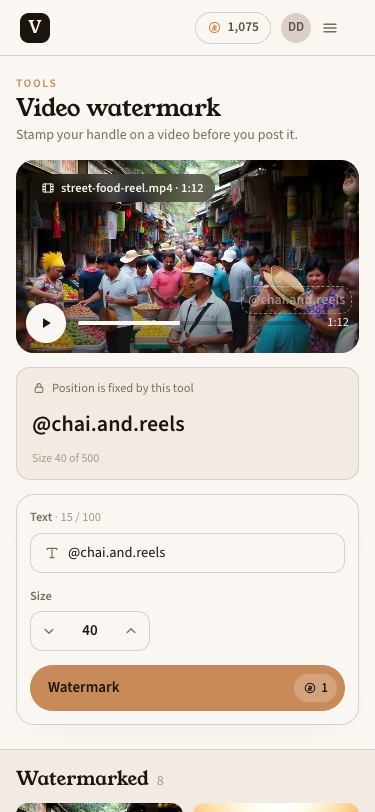 V
1,075
DD
TOOLS
Video watermark
Stamp your handle on a video before you post it.
street-food-reel.mp4 · 1:12
@chai.and.reels
1:12
Position is fixed by this tool
@chai.and.reels
Size 40 of 500
Text · 15 / 100
@chai.and.reels
Size
40
Watermark
1
Watermarked 8